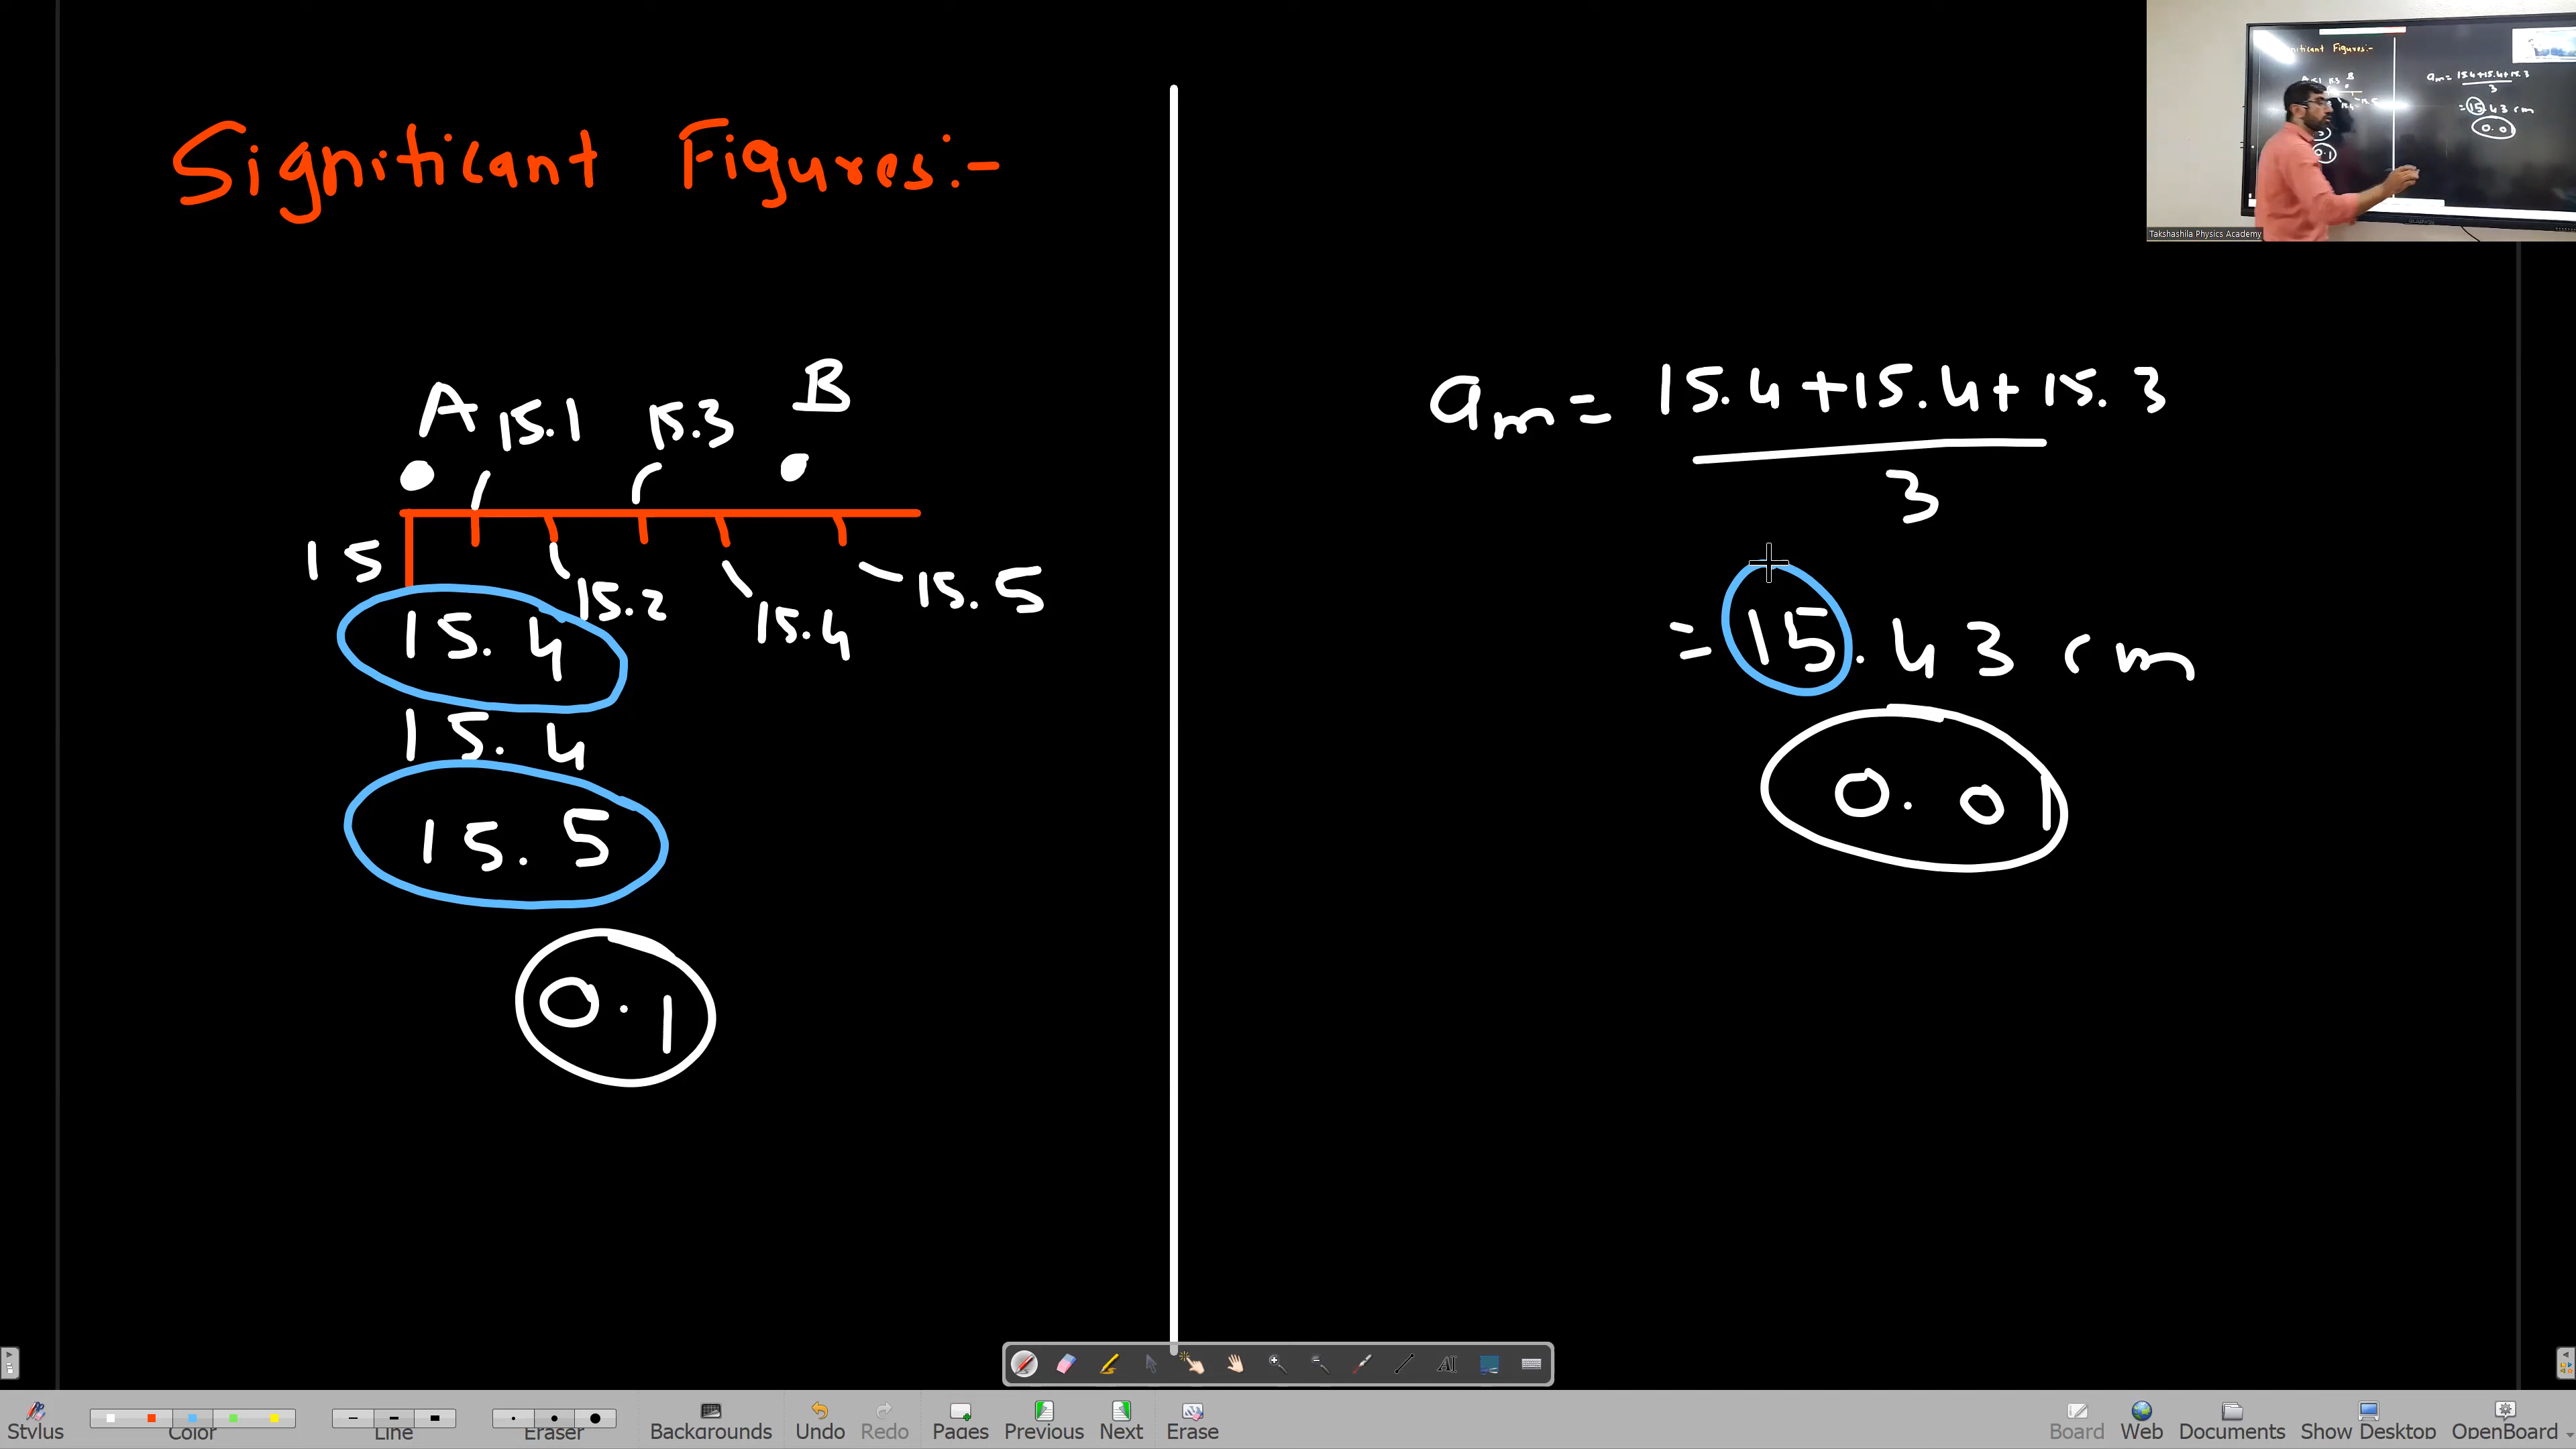 Significant Figures:-
A 15.1 15.3 B
15 15.2 15.4 15.5
15.4
15.4
15.5
0.1
am = 15.4+15.4+15.3
3
= 15.43 cm
0.01
Takshashila Physics Academy
Stylus Color Line Eraser Backgrounds Undo Redo Pages Previous Next Erase Board Web Documents Show Desktop OpenBoard